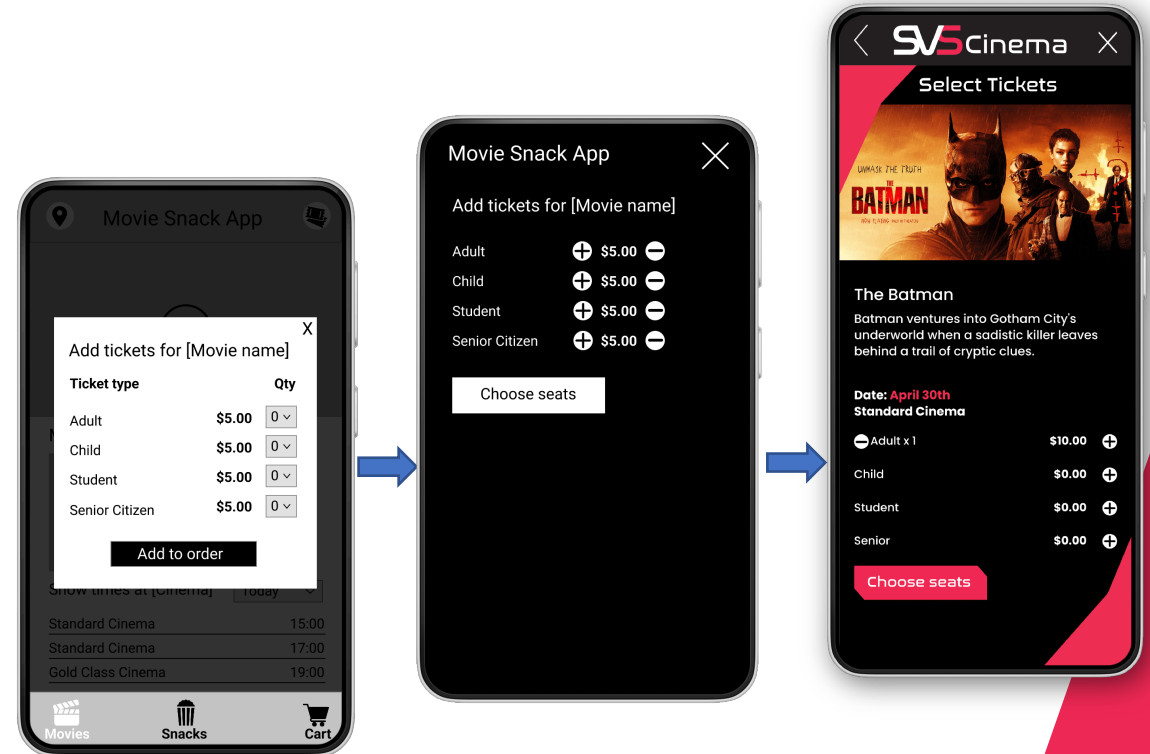 Movie Snack App
X
Add tickets for [Movie name]
Ticket type Qty
Adult $5.00 0
Child $5.00 0
Student $5.00 0
Senior Citizen $5.00 0
Add to order
Show times at [Cinema] Today
Standard Cinema 15:00
Standard Cinema 17:00
Gold Class Cinema 19:00
Movies Snacks Cart
Movie Snack App
Add tickets for [Movie name]
Adult $5.00
Child $5.00
Student $5.00
Senior Citizen $5.00
Choose seats
SVS Cinema
Select Tickets
UNMASK THE TRUTH
THE
BATMAN
The Batman
Batman ventures into Gotham City's
underworld when a sadistic killer leaves
behind a trail of cryptic clues.
Date: April 30th
Standard Cinema
Adult x 1 $10.00
Child $0.00
Student $0.00
Senior $0.00
Choose seats